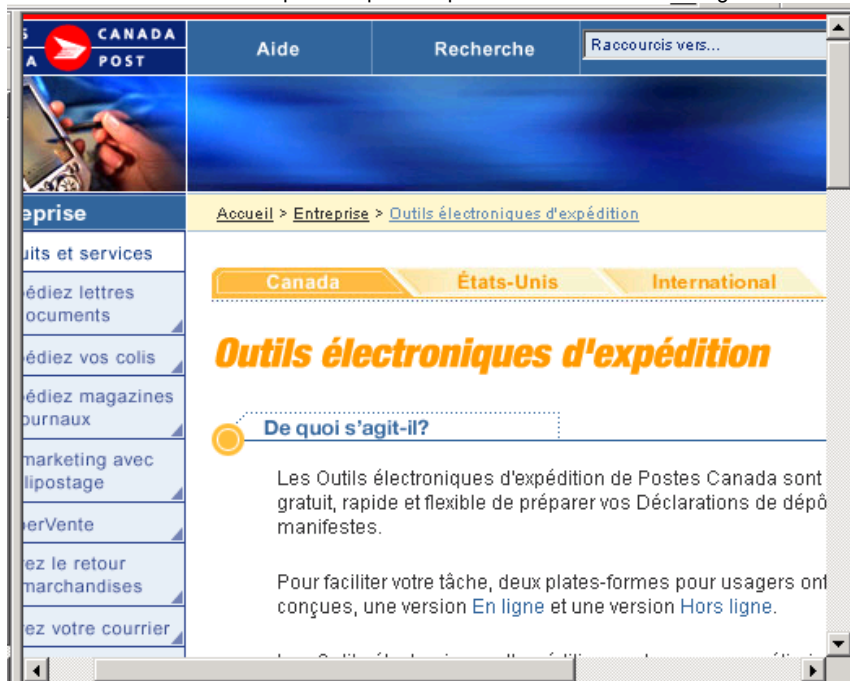 CANADA
POST
Aide
Recherche
Raccourcis vers...
eprise
Accueil > Entreprise > Outils électroniques d'expédition
uits et services
Canada
États-Unis
International
édiez lettres
ocuments
édiez vos colis
Outils électroniques d'expédition
édiez magazines
ournaux
De quoi s'agit-il?
marketing avec
lipostage
Les Outils électroniques d'expédition de Postes Canada sont
gratuit, rapide et flexible de préparer vos Déclarations de dépô
manifestes.
erVente
ez le retour
marchandises
Pour faciliter votre tâche, deux plates-formes pour usagers ont
conçues, une version En ligne et une version Hors ligne.
ez votre courrier